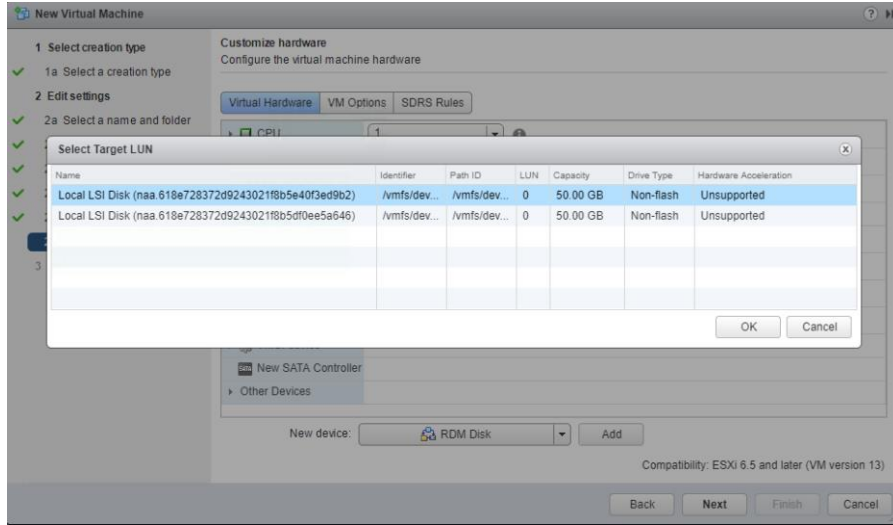 New Virtual Machine
1 Select creation type
1a Select a creation type
2 Edit settings
2a Select a name and folder
3
Customize hardware
Configure the virtual machine hardware
Virtual Hardware VM Options SDRS Rules
CPU 1
Select Target LUN
Name Identifier Path ID LUN Capacity Drive Type Hardware Acceleration
Local LSI Disk (naa.618e728372d9243021f8b5e40f3ed9b2) /vmfs/dev... /vmfs/dev... 0 50.00 GB Non-flash Unsupported
Local LSI Disk (naa.618e728372d9243021f8b5df0ee5a646) /vmfs/dev... /vmfs/dev... 0 50.00 GB Non-flash Unsupported
OK Cancel
New SATA Controller
Other Devices
New device: RDM Disk Add
Compatibility: ESXi 6.5 and later (VM version 13)
Back Next Finish Cancel